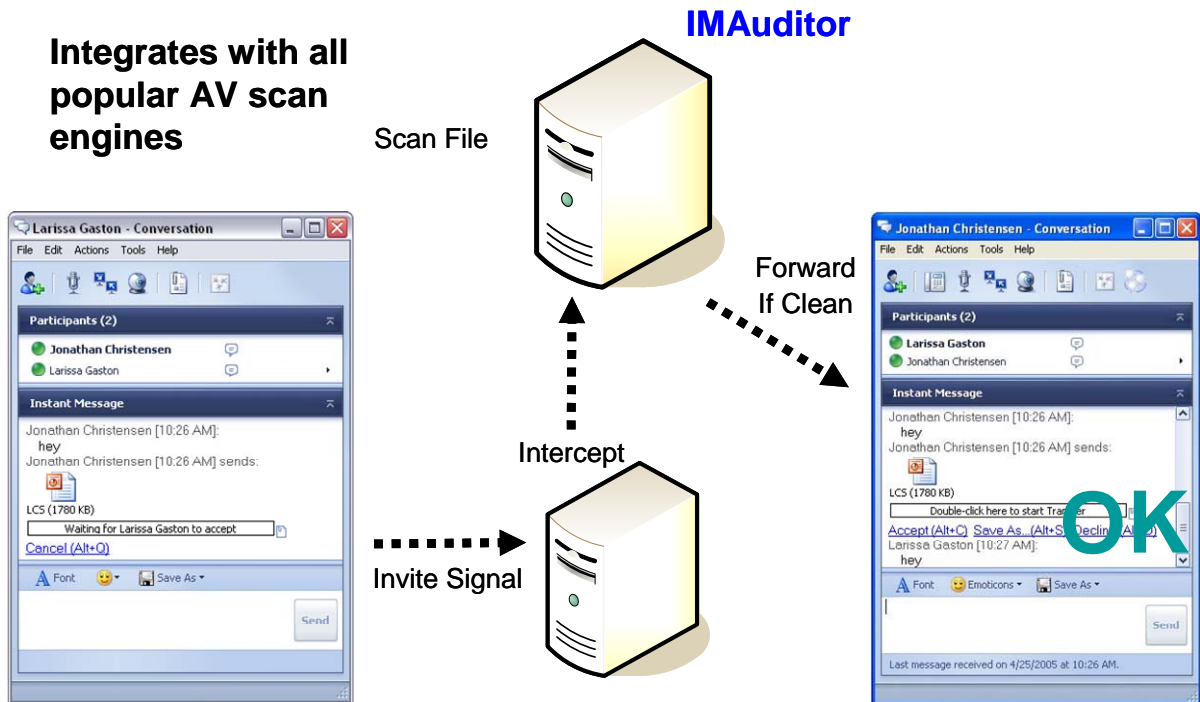 IMAuditor
Integrates with all
popular AV scan
engines
Scan File
Larissa Gaston - Conversation
File Edit Actions Tools Help
Participants (2)
Jonathan Christensen
Larissa Gaston
Instant Message
Jonathan Christensen [10:26 AM]:
hey
Jonathan Christensen [10:26 AM] sends:
LCS (1780 KB)
Waiting for Larissa Gaston to accept
Cancel (Alt+Q)
Font
Save As
Send
Invite Signal
Intercept
Forward
If Clean
Jonathan Christensen - Conversation
File Edit Actions Tools Help
Participants (2)
Larissa Gaston
Jonathan Christensen
Instant Message
Jonathan Christensen [10:26 AM]:
hey
Jonathan Christensen [10:26 AM] sends:
LCS (1780 KB)
Double-click here to start
Accept (Alt+C) Save As...(Alt+S)
OK
Larissa Gaston [10:27 AM]:
hey
Font
Emoticons
Save As
Send
Last message received on 4/25/2005 at 10:26 AM.